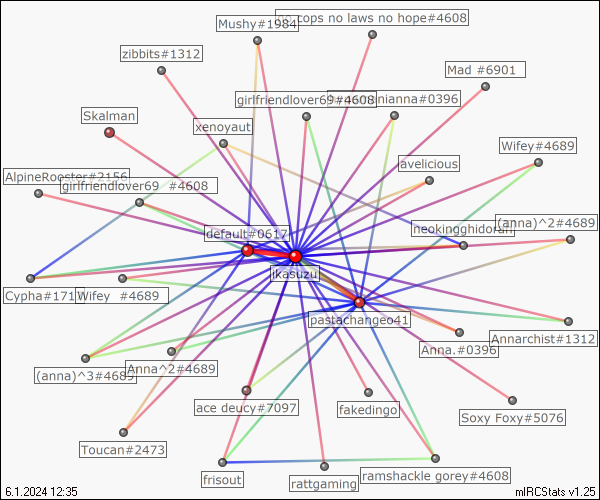 Mushy#1984
no cops no laws no hope#4608
zibbits#1312
Mad #6901
girlfriendlover69#4608
nianna#0396
Skalman
xenoyaut
Wifey#4689
avelicious
AlpineRooster#2156
girlfriendlover69 #4608
default#0617
neokingghidorah
(anna)^2#4689
ikasuzu
Cypha#171
Wifey #4689
pastachangeo41
Annarchist#1312
(anna)^3#4689
Anna^2#4689
Anna.#0396
ace deucy#7097
fakedingo
Soxy Foxy#5076
Toucan#2473
frisout
rattgaming
ramshackle gorey#4608
6.1.2024 12:35
mIRCStats v1.25